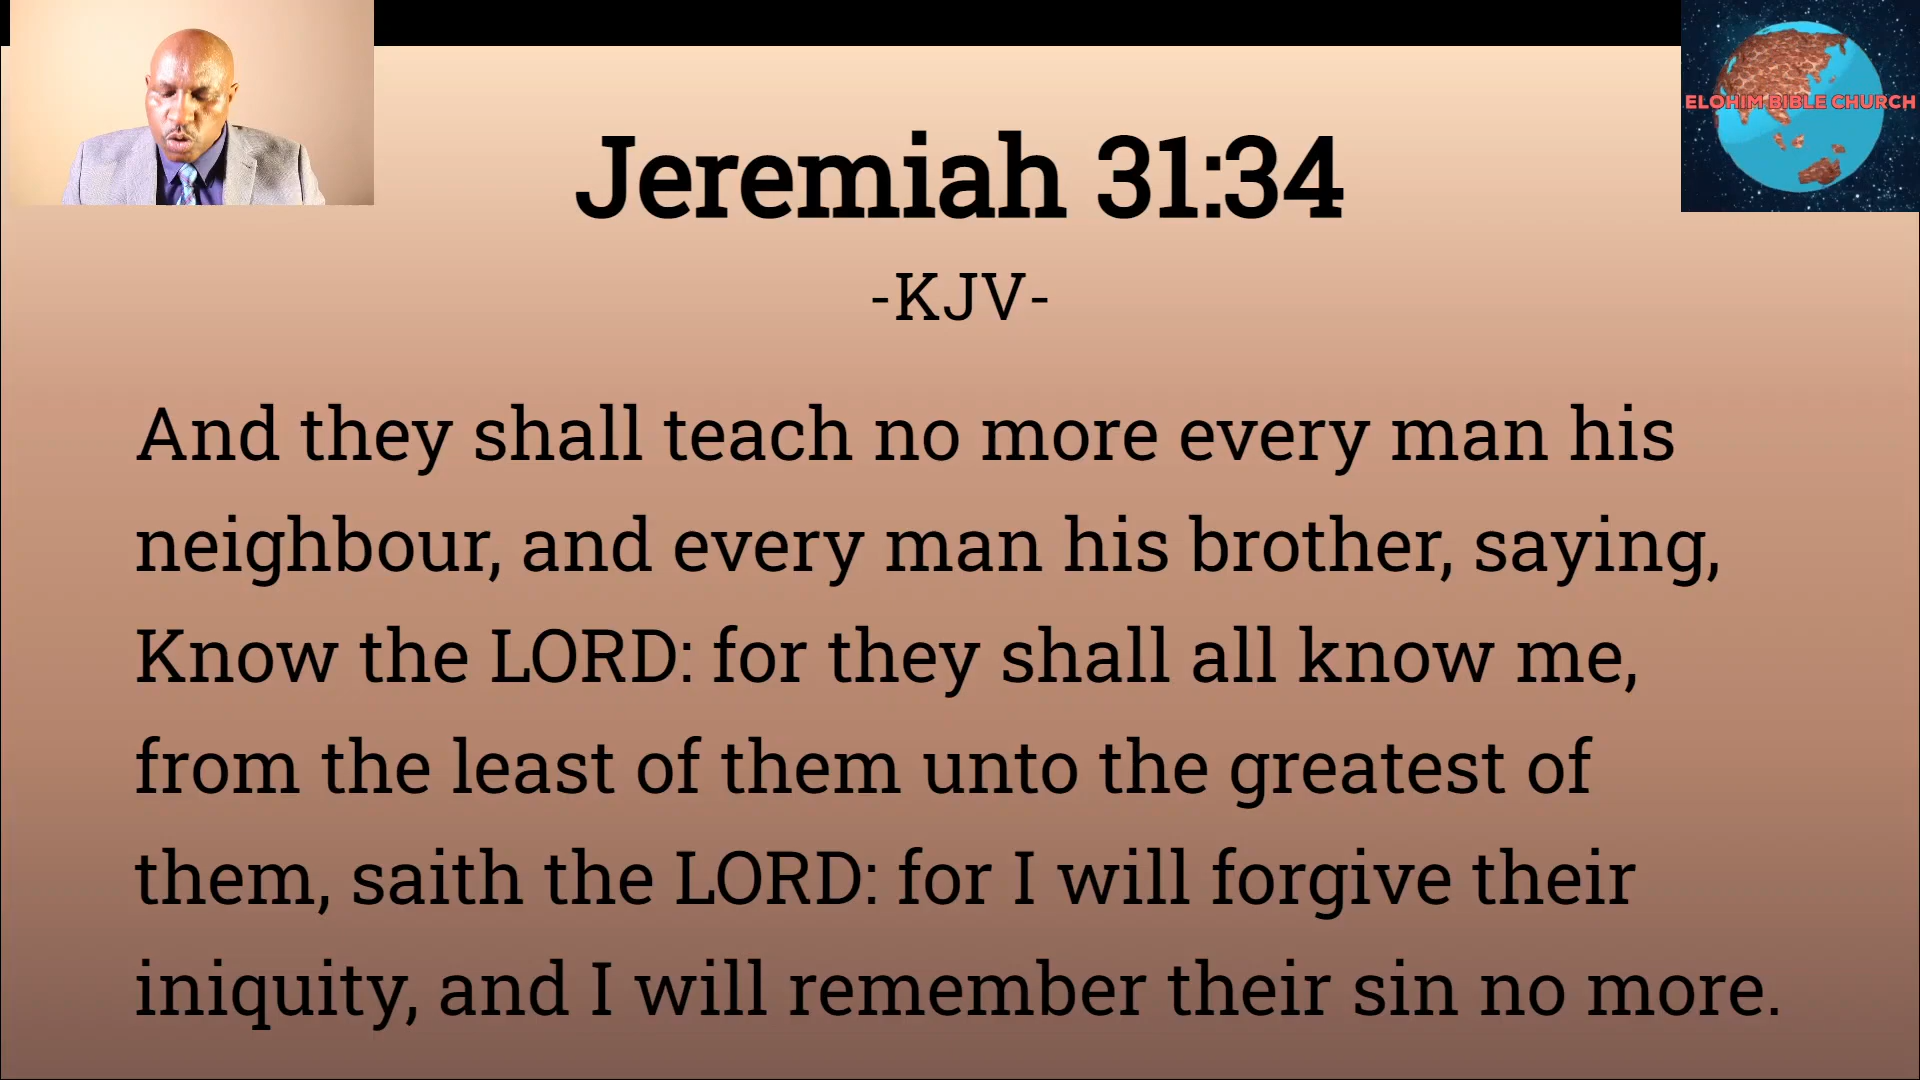 ELOHIM BIBLE CHURCH
Jeremiah 31:34
-KJV-
And they shall teach no more every man his
neighbour, and every man his brother, saying,
Know the LORD: for they shall all know me,
from the least of them unto the greatest of
them, saith the LORD: for I will forgive their
iniquity, and I will remember their sin no more.